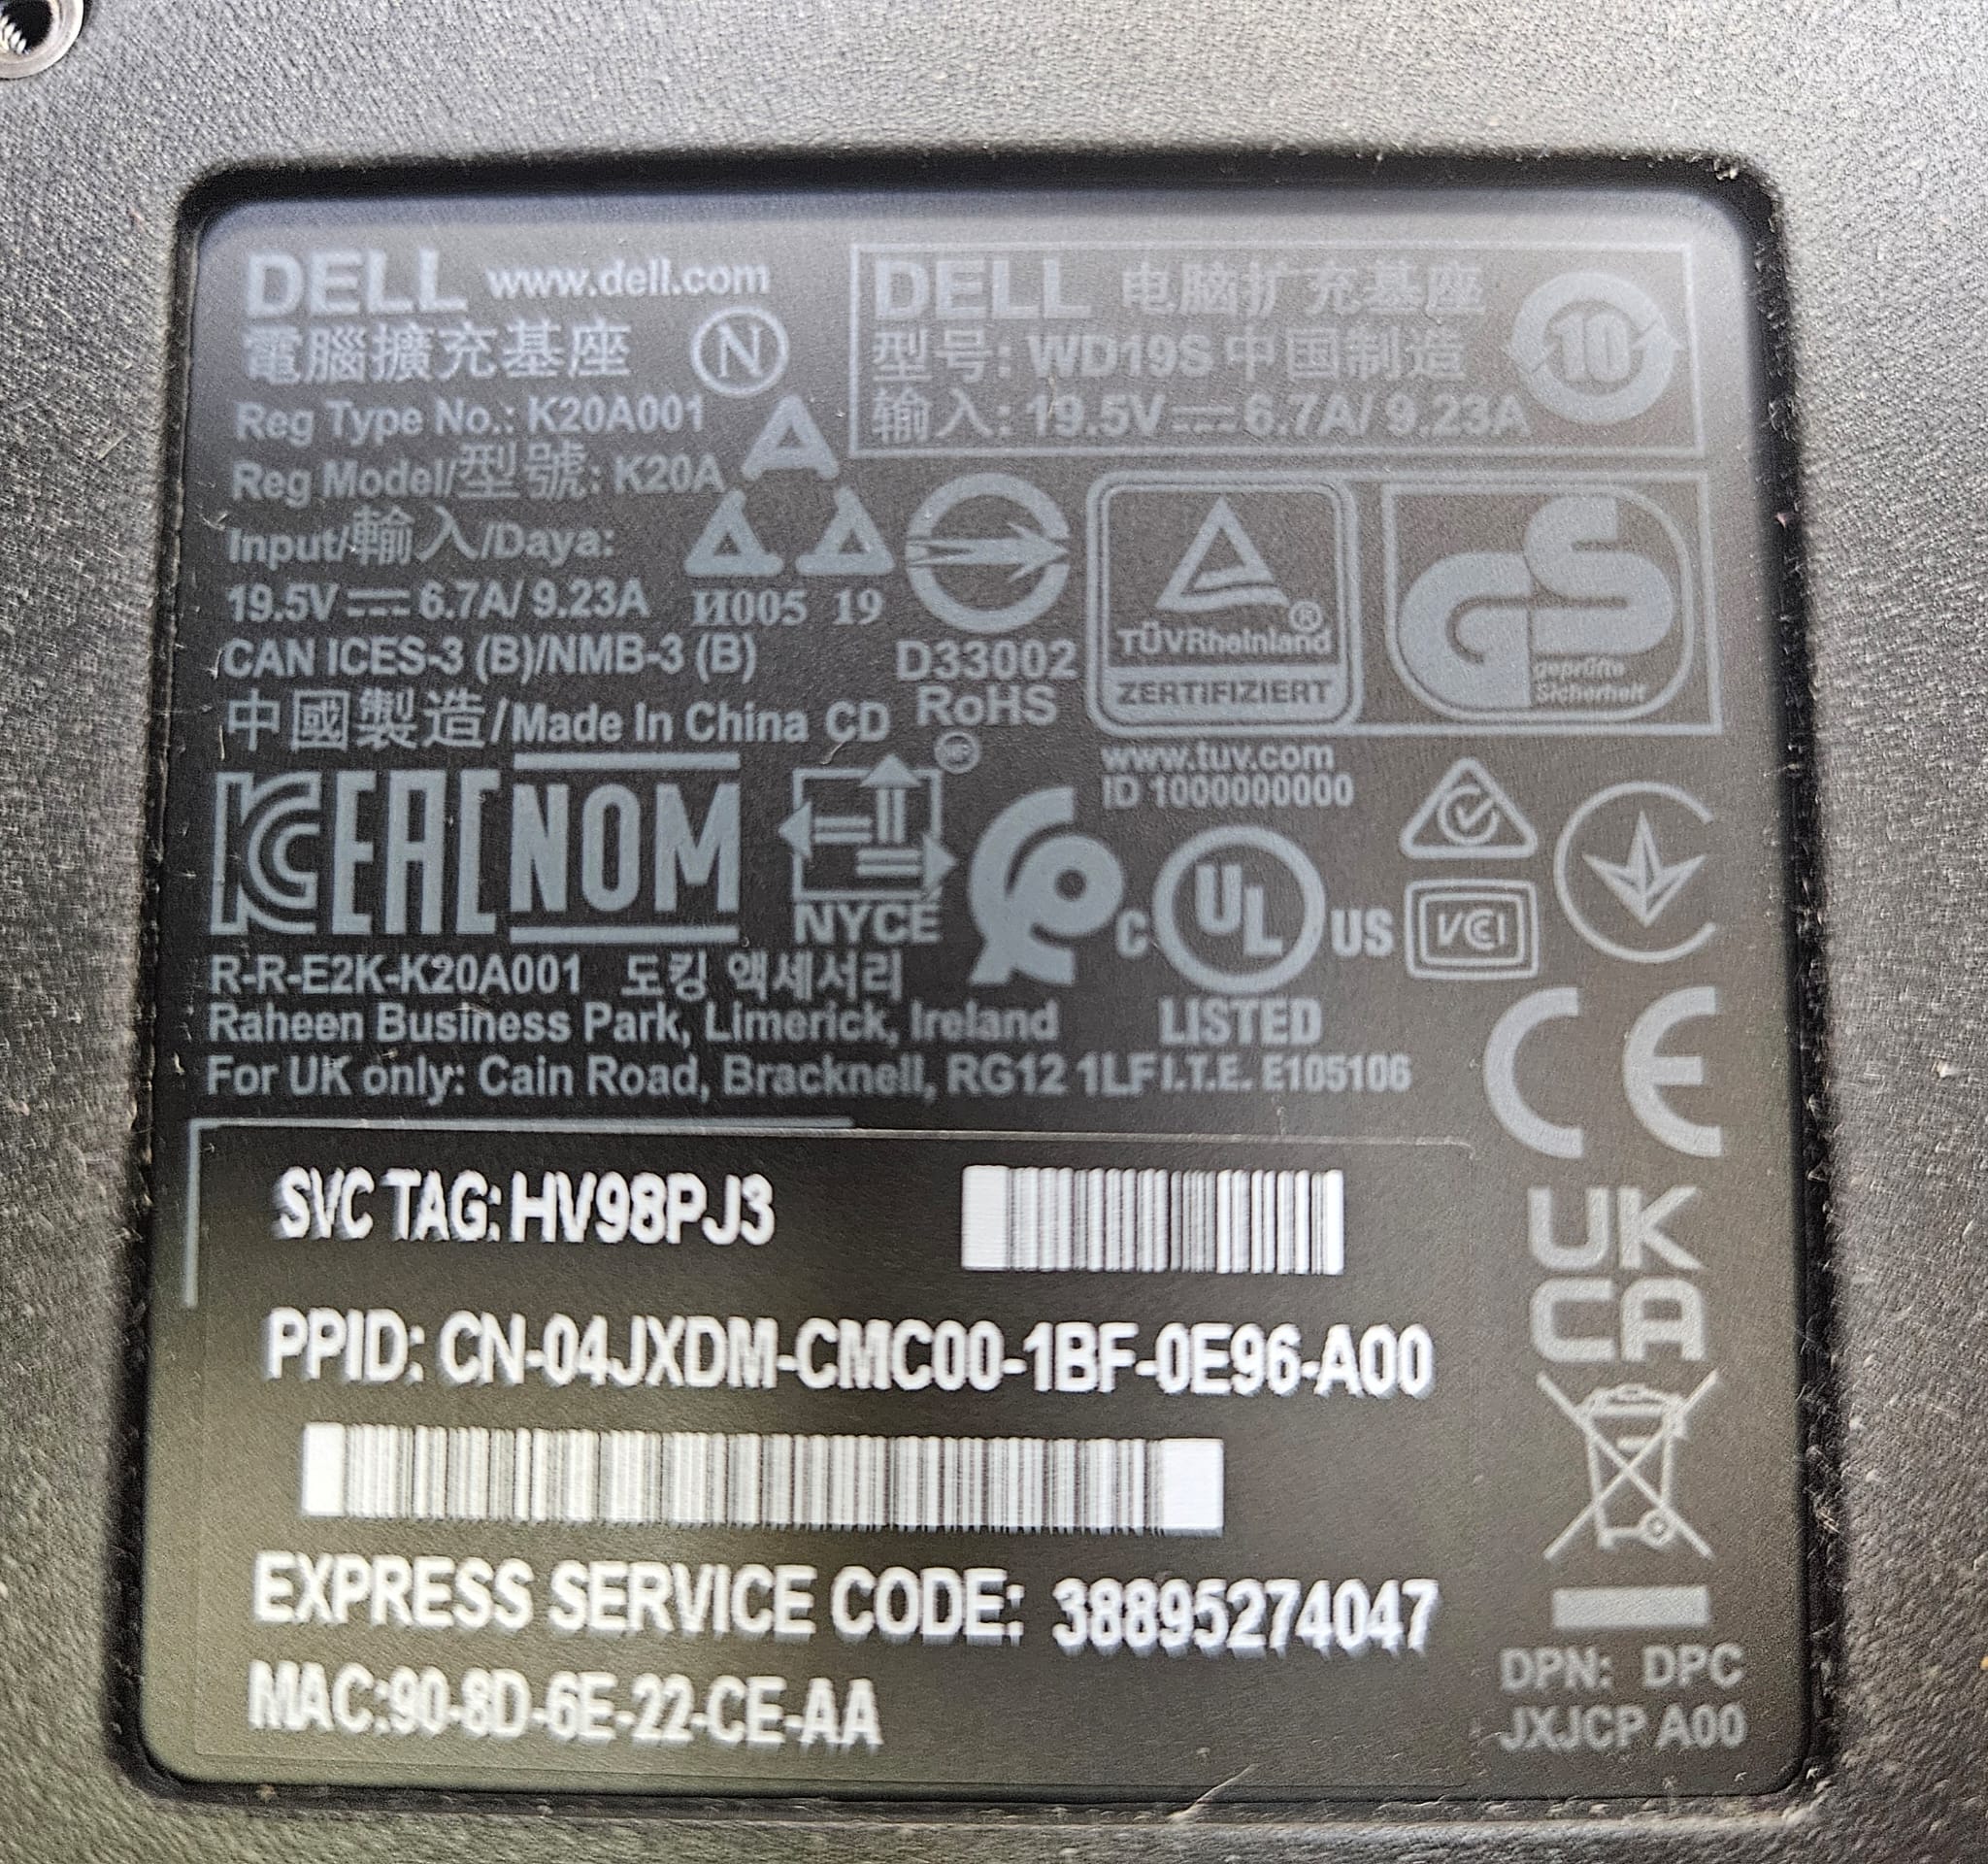 DELL www.dell.com
電腦擴充基座 N
Reg Type No.: K20A001
Reg Model/型號: K20A
Input/輸入/Daya:
19.5V 6.7A/ 9.23A
CAN ICES-3 (B)/NMB-3 (B)
中國製造/Made In China CD
И005 19
DELL 电脑扩充基座
型号: WD19S 中国制造
输入: 19.5V 6.7A/ 9.23A
10
D33002
RoHS
TÜVRheinland ®
ZERTIFIZIERT
GS
geprüfte
Sicherheit
www.tuv.com
ID 1000000000
KC EAC NOM
NYCE
C UL US
LISTED
I.T.E. E105106
VCCI
R-R-E2K-K20A001 도킹 액세서리
Raheen Business Park, Limerick, Ireland
For UK only: Cain Road, Bracknell, RG12 1LF
CE
UK
CA
SVC TAG: HV98PJ3
PPID: CN-04JXDM-CMC00-1BF-0E96-A00
EXPRESS SERVICE CODE: 38895274047
MAC:90-8D-6E-22-CE-AA
DPN: DPC
JXJCP A00